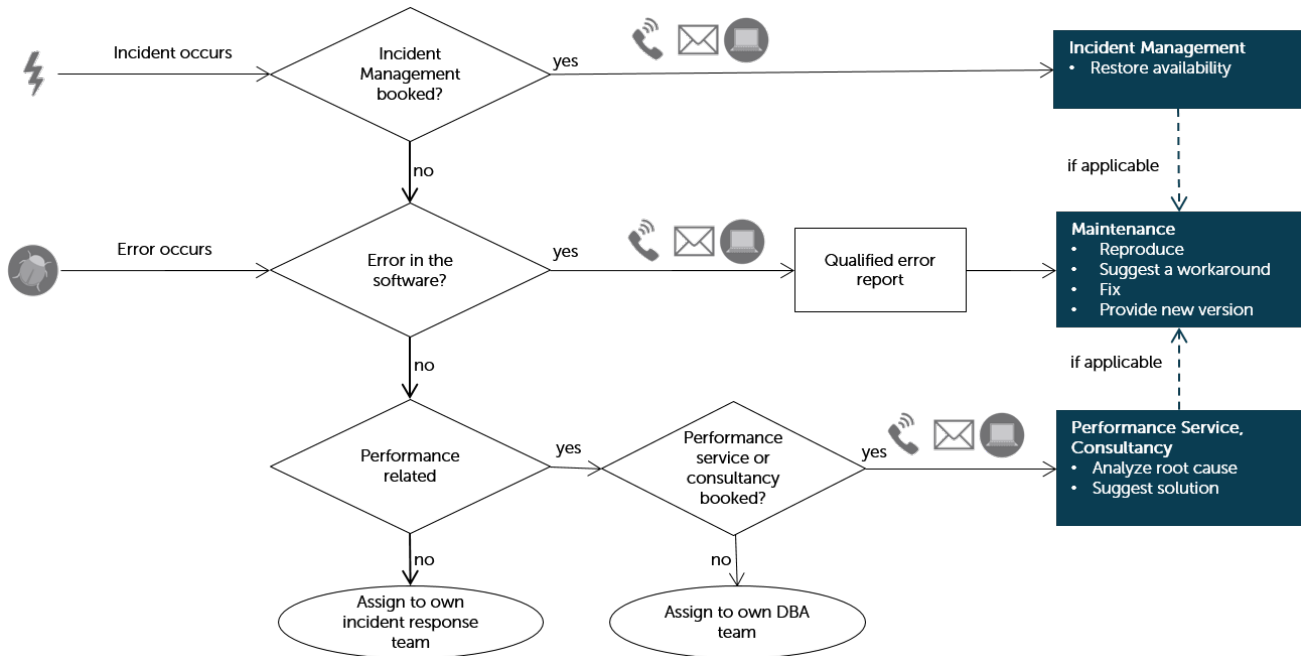 Incident occurs
Incident
Management
booked?
yes
Incident Management
• Restore availability
no
if applicable
Error occurs
Error in the
software?
yes
Qualified error
report
Maintenance
• Reproduce
• Suggest a workaround
• Fix
• Provide new version
no
if applicable
Performance
related
yes
Performance
service or
consultancy
booked?
yes
Performance Service,
Consultancy
• Analyze root cause
• Suggest solution
no
no
Assign to own
incident response
team
Assign to own DBA
team